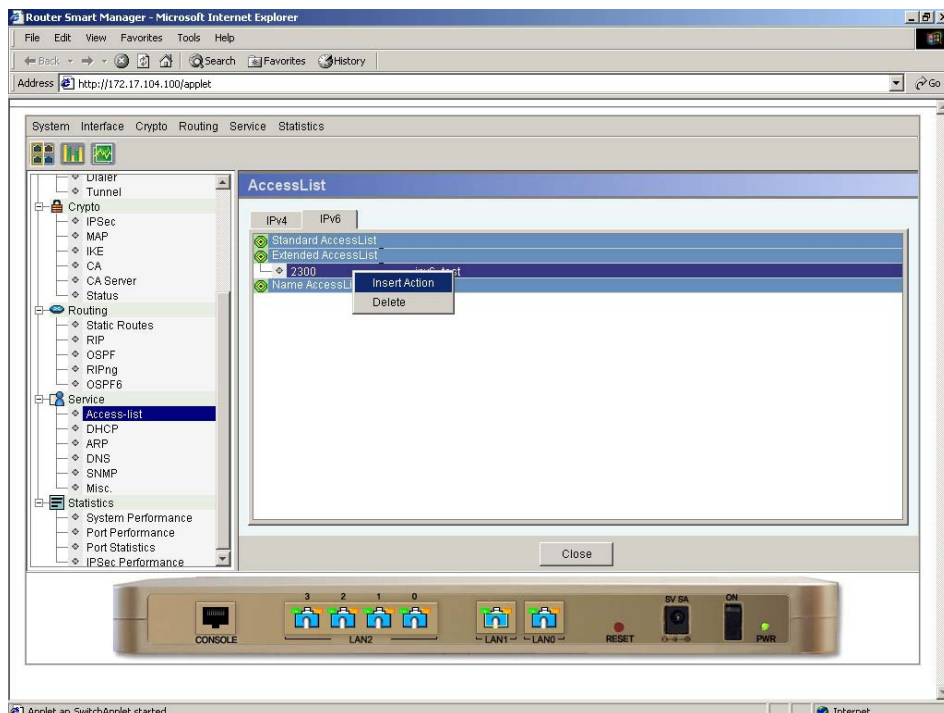 Router Smart Manager - Microsoft Internet Explorer
File Edit View Favorites Tools Help
Back Search Favorites History
Address http://172.17.104.100/applet Go
System Interface Crypto Routing Service Statistics
Dialer
Tunnel
Crypto
IPSec
MAP
IKE
CA
CA Server
Status
Routing
Static Routes
RIP
OSPF
RIPng
OSPF6
Service
Access-list
DHCP
ARP
DNS
SNMP
Misc.
Statistics
System Performance
Port Performance
Port Statistics
IPSec Performance
AccessList
IPv4 IPv6
Standard AccessList
Extended AccessList
2300 ipv6-test
Name AccessLi
Insert Action
Delete
Close
3 2 1 0
CONSOLE LAN2 LAN1 LAN0 RESET
5V 5A ON
PWR
Applet ap.SwitchApplet started Internet